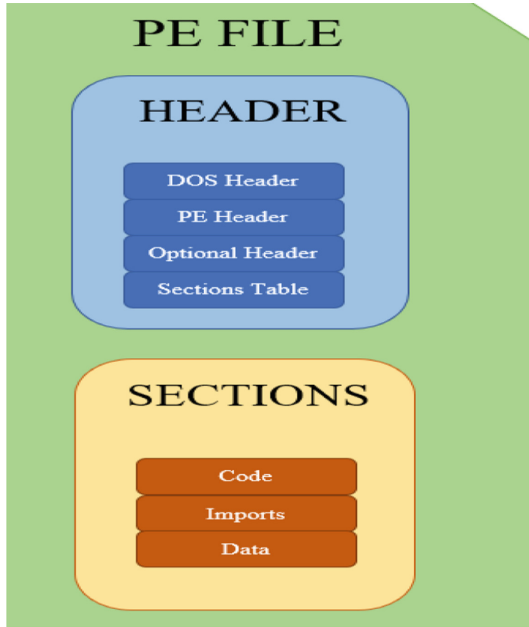 PE FILE
HEADER
DOS Header
PE Header
Optional Header
Sections Table
SECTIONS
Code
Imports
Data